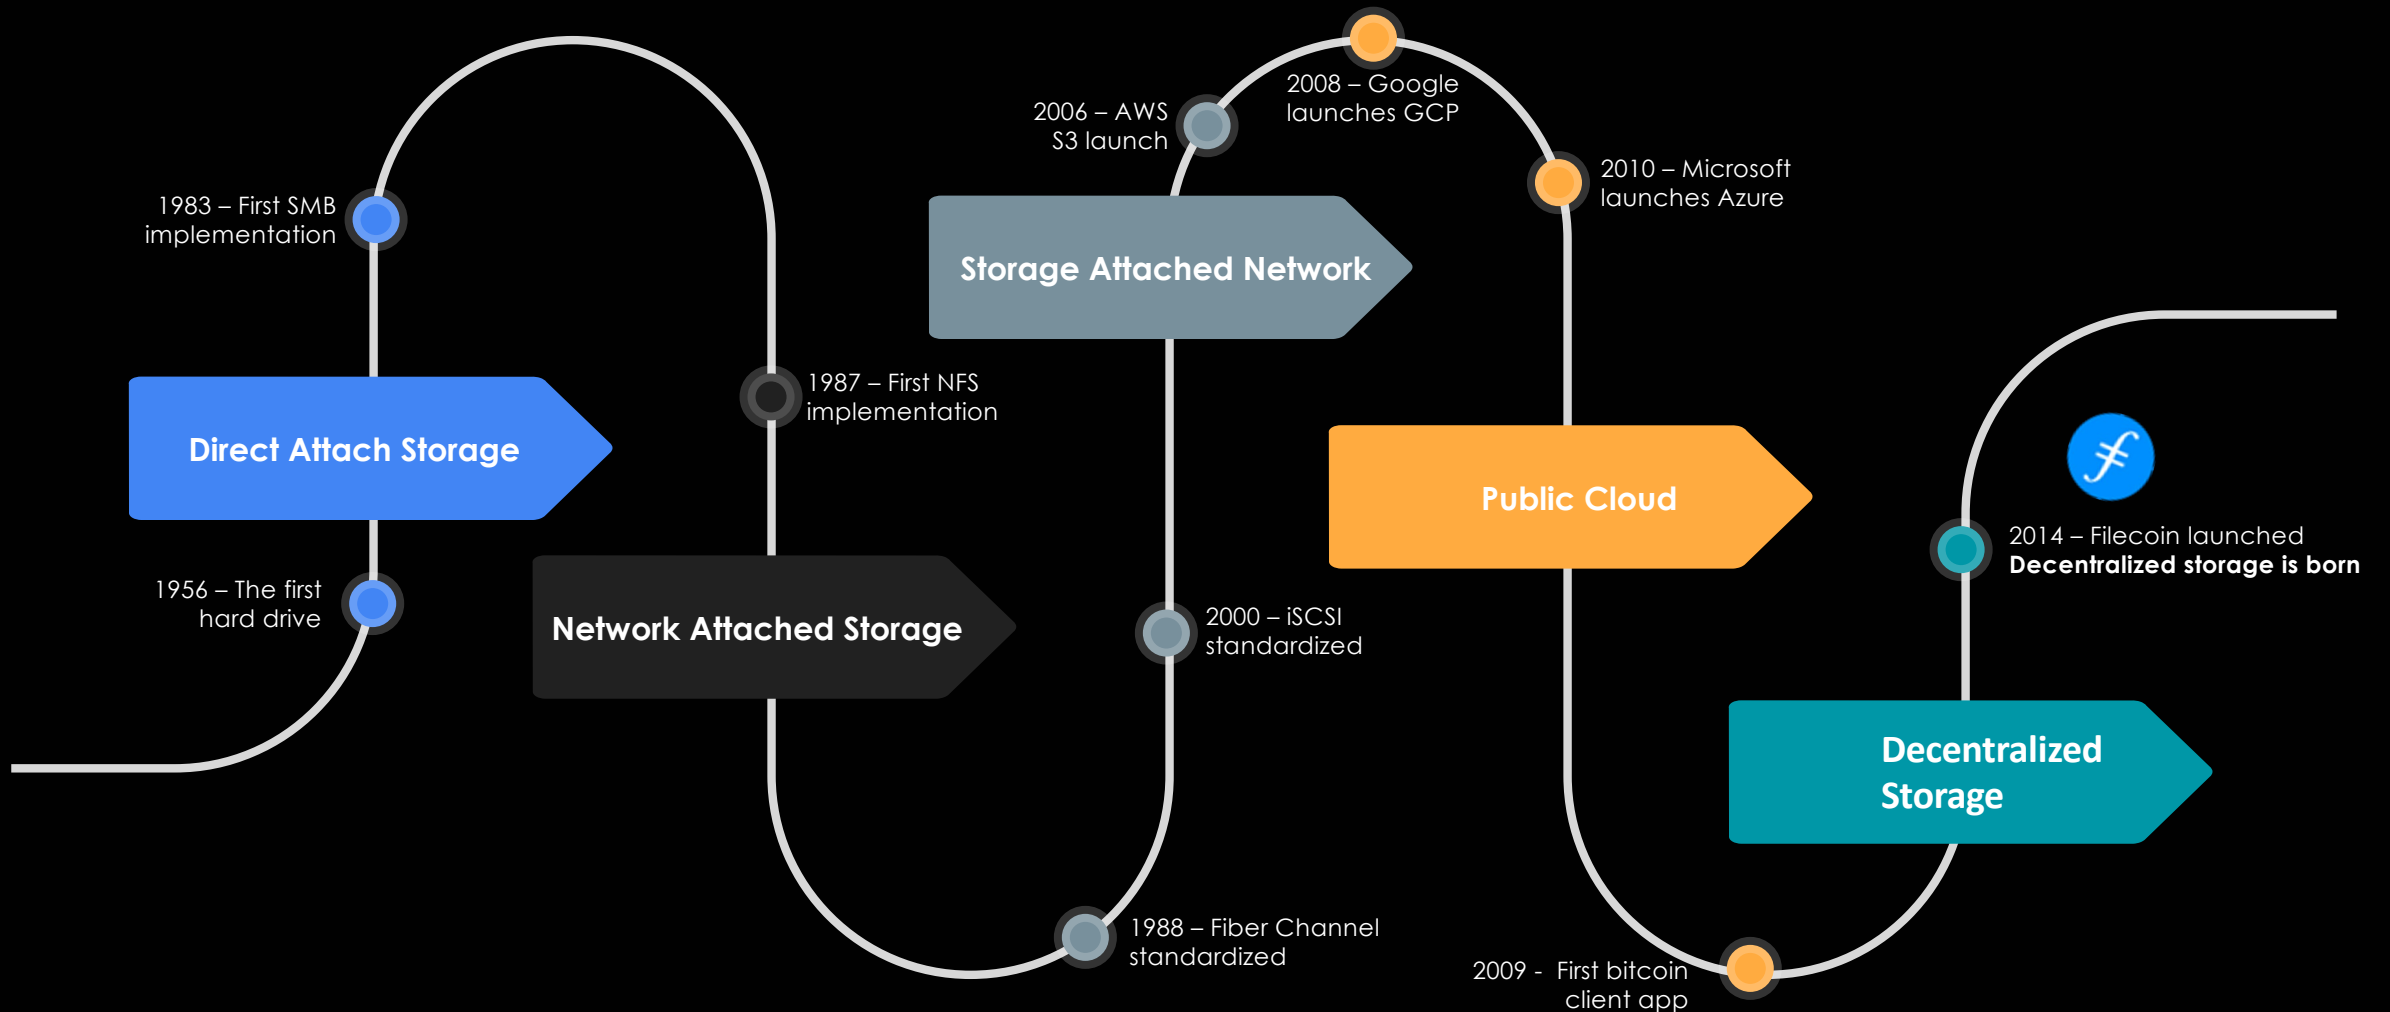 1956 – The first
hard drive
Direct Attach Storage
1983 – First SMB
implementation
1987 – First NFS
implementation
Network Attached Storage
1988 – Fiber Channel
standardized
2000 – iSCSI
standardized
Storage Attached Network
2006 – AWS
S3 launch
2008 – Google
launches GCP
2010 – Microsoft
launches Azure
Public Cloud
2009 - First bitcoin
client app
Decentralized
Storage
2014 – Filecoin launched
Decentralized storage is born